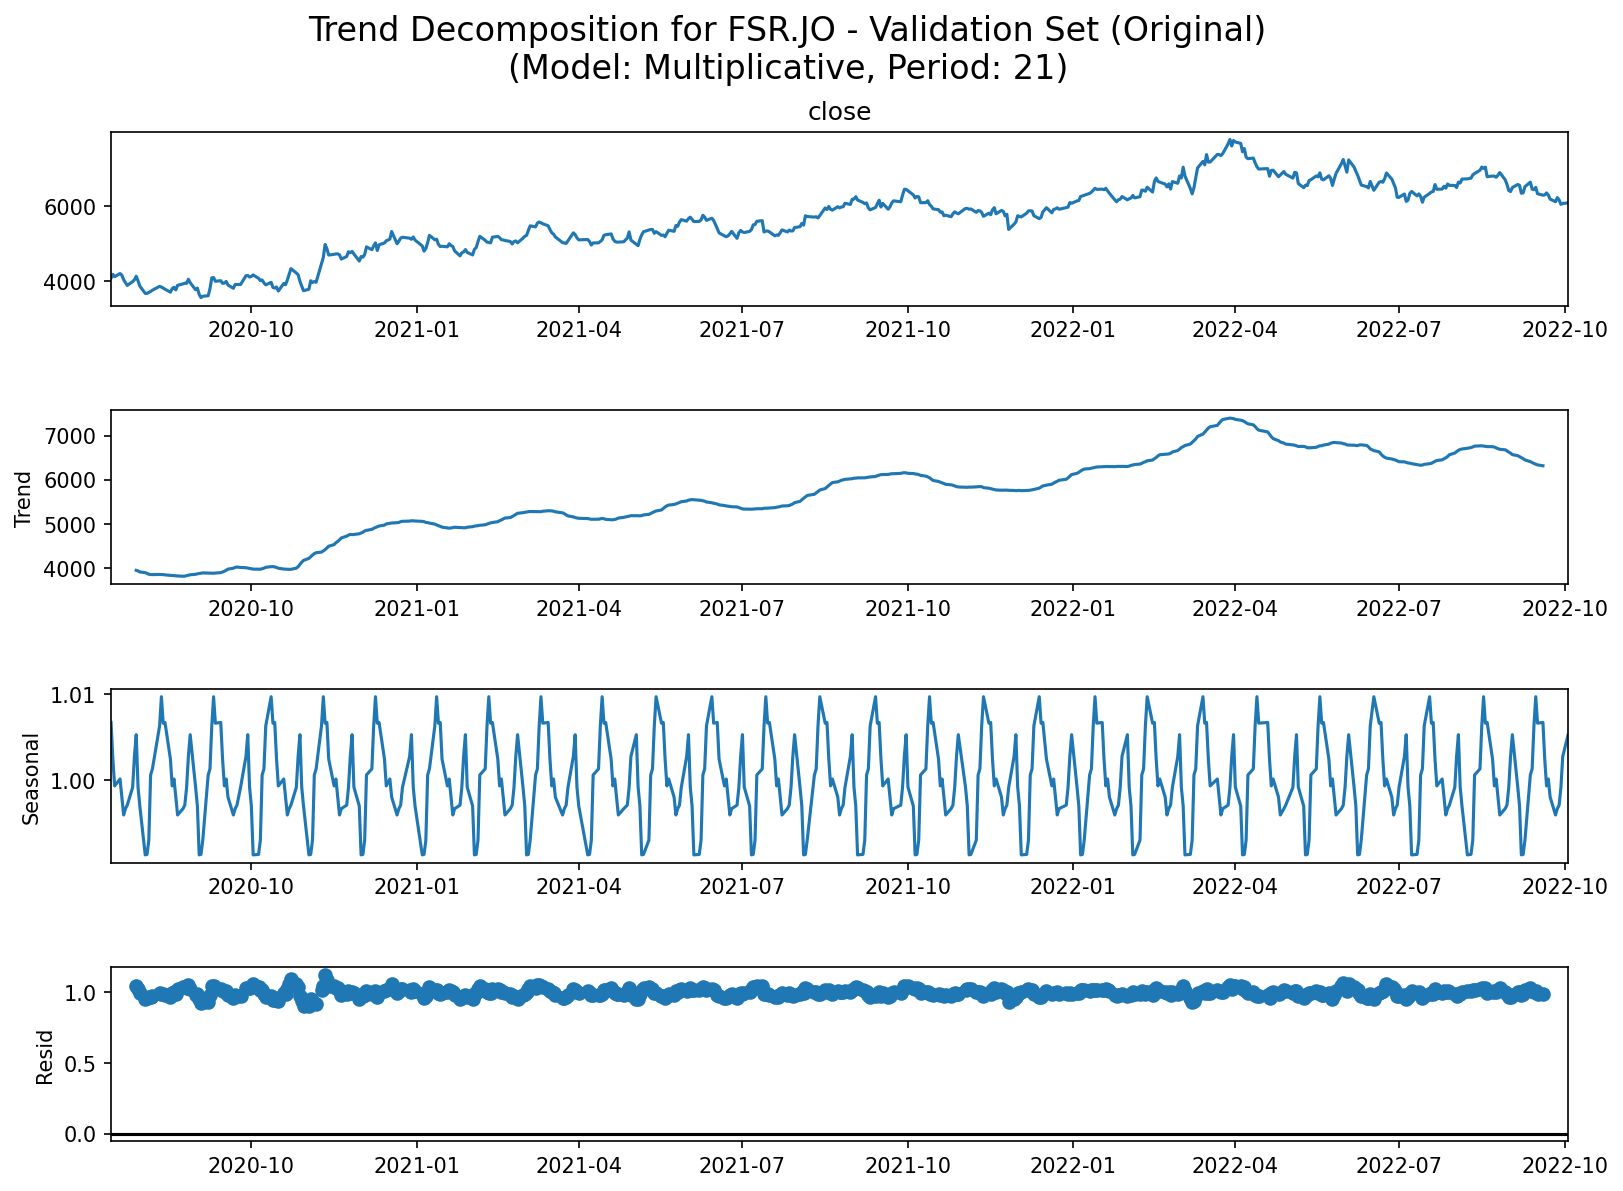 Trend Decomposition for FSR.JO - Validation Set (Original)
(Model: Multiplicative, Period: 21)
close
6000
4000
2020-10 2021-01 2021-04 2021-07 2021-10 2022-01 2022-04 2022-07 2022-10
Trend
7000
6000
5000
4000
2020-10 2021-01 2021-04 2021-07 2021-10 2022-01 2022-04 2022-07 2022-10
Seasonal
1.01
1.00
2020-10 2021-01 2021-04 2021-07 2021-10 2022-01 2022-04 2022-07 2022-10
Resid
1.0
0.5
0.0
2020-10 2021-01 2021-04 2021-07 2021-10 2022-01 2022-04 2022-07 2022-10